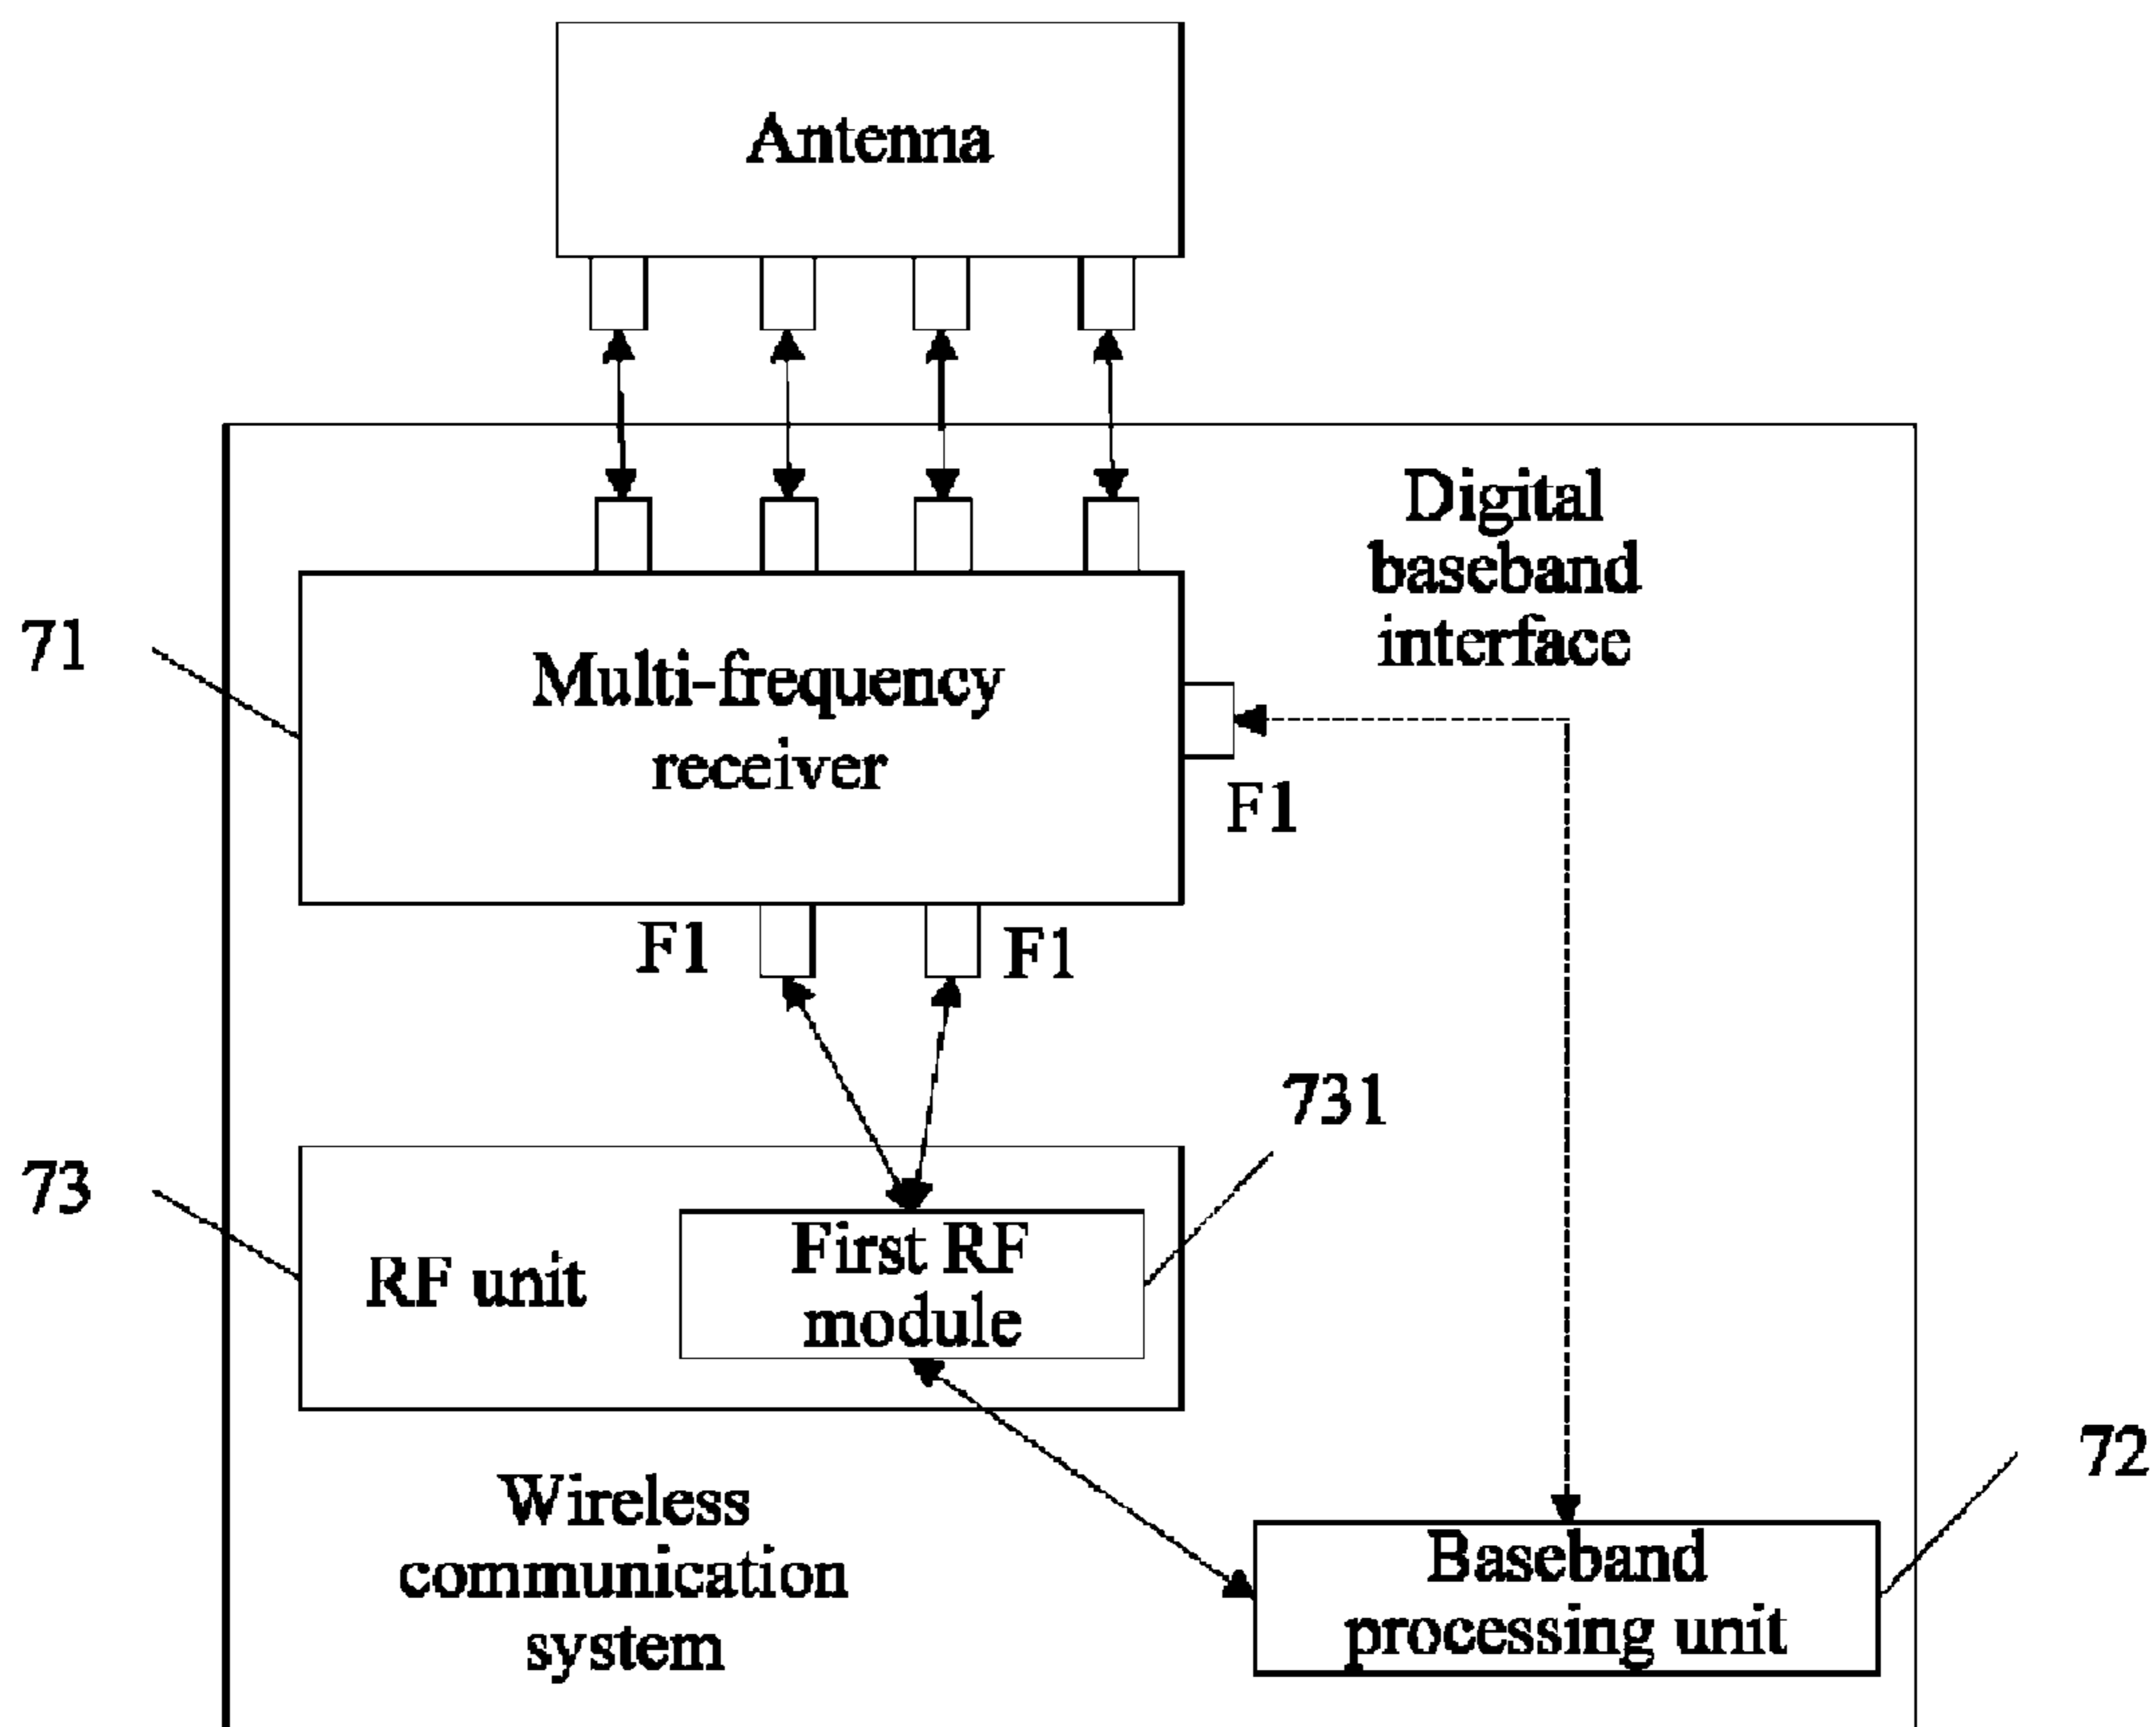 Antenna
Digital
baseband
interface
71
Multi-frequency
receiver
F1
F1
F1
731
73
First RF
module
RF unit
72
Wireless
communication
system
Baseband
processing unit